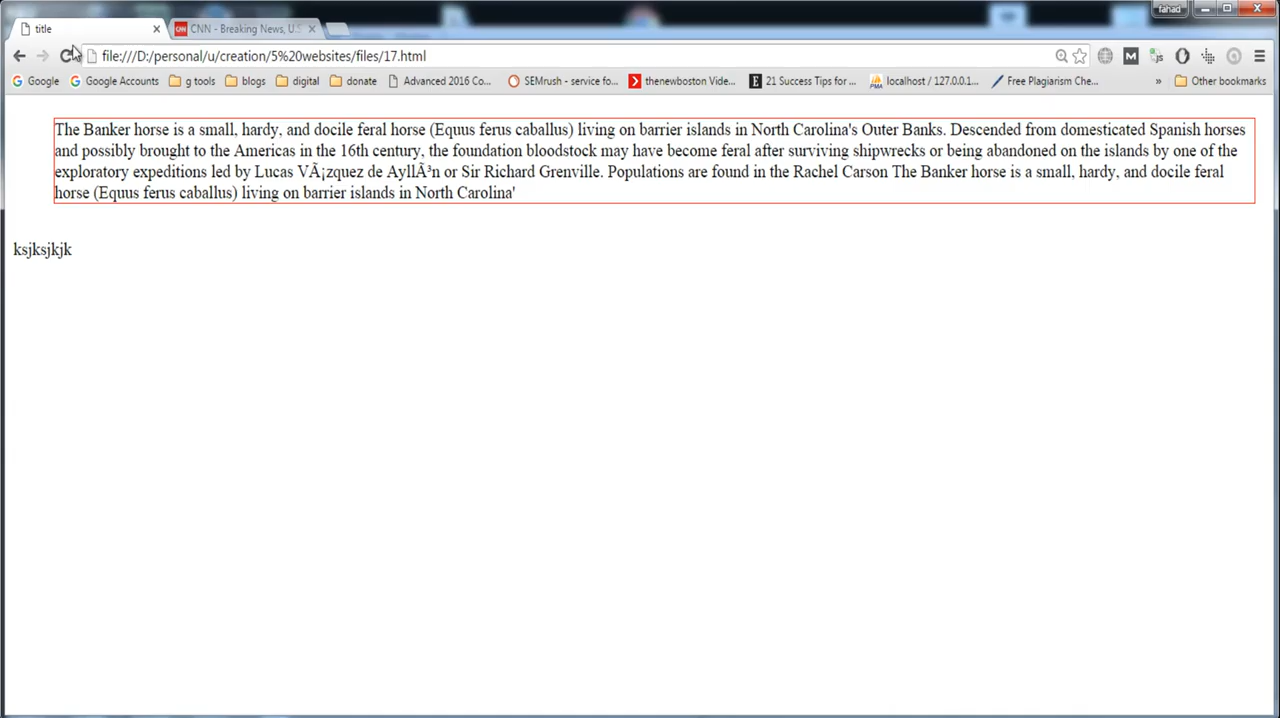 fahad
title
CNN - Breaking News, U.S
file:///D:/personal/u/creation/5%20websites/files/17.html
Google Google Accounts g tools blogs digital donate Advanced 2016 Co... SEMrush - service fo... thenewboston Vide... 21 Success Tips for ... localhost / 127.0.0.1... Free Plagiarism Che... » Other bookmarks
The Banker horse is a small, hardy, and docile feral horse (Equus ferus caballus) living on barrier islands in North Carolina's Outer Banks. Descended from domesticated Spanish horses
and possibly brought to the Americas in the 16th century, the foundation bloodstock may have become feral after surviving shipwrecks or being abandoned on the islands by one of the
exploratory expeditions led by Lucas VÃ¡zquez de AyllÃ³n or Sir Richard Grenville. Populations are found in the Rachel Carson The Banker horse is a small, hardy, and docile feral
horse (Equus ferus caballus) living on barrier islands in North Carolina'
ksjksjkjk